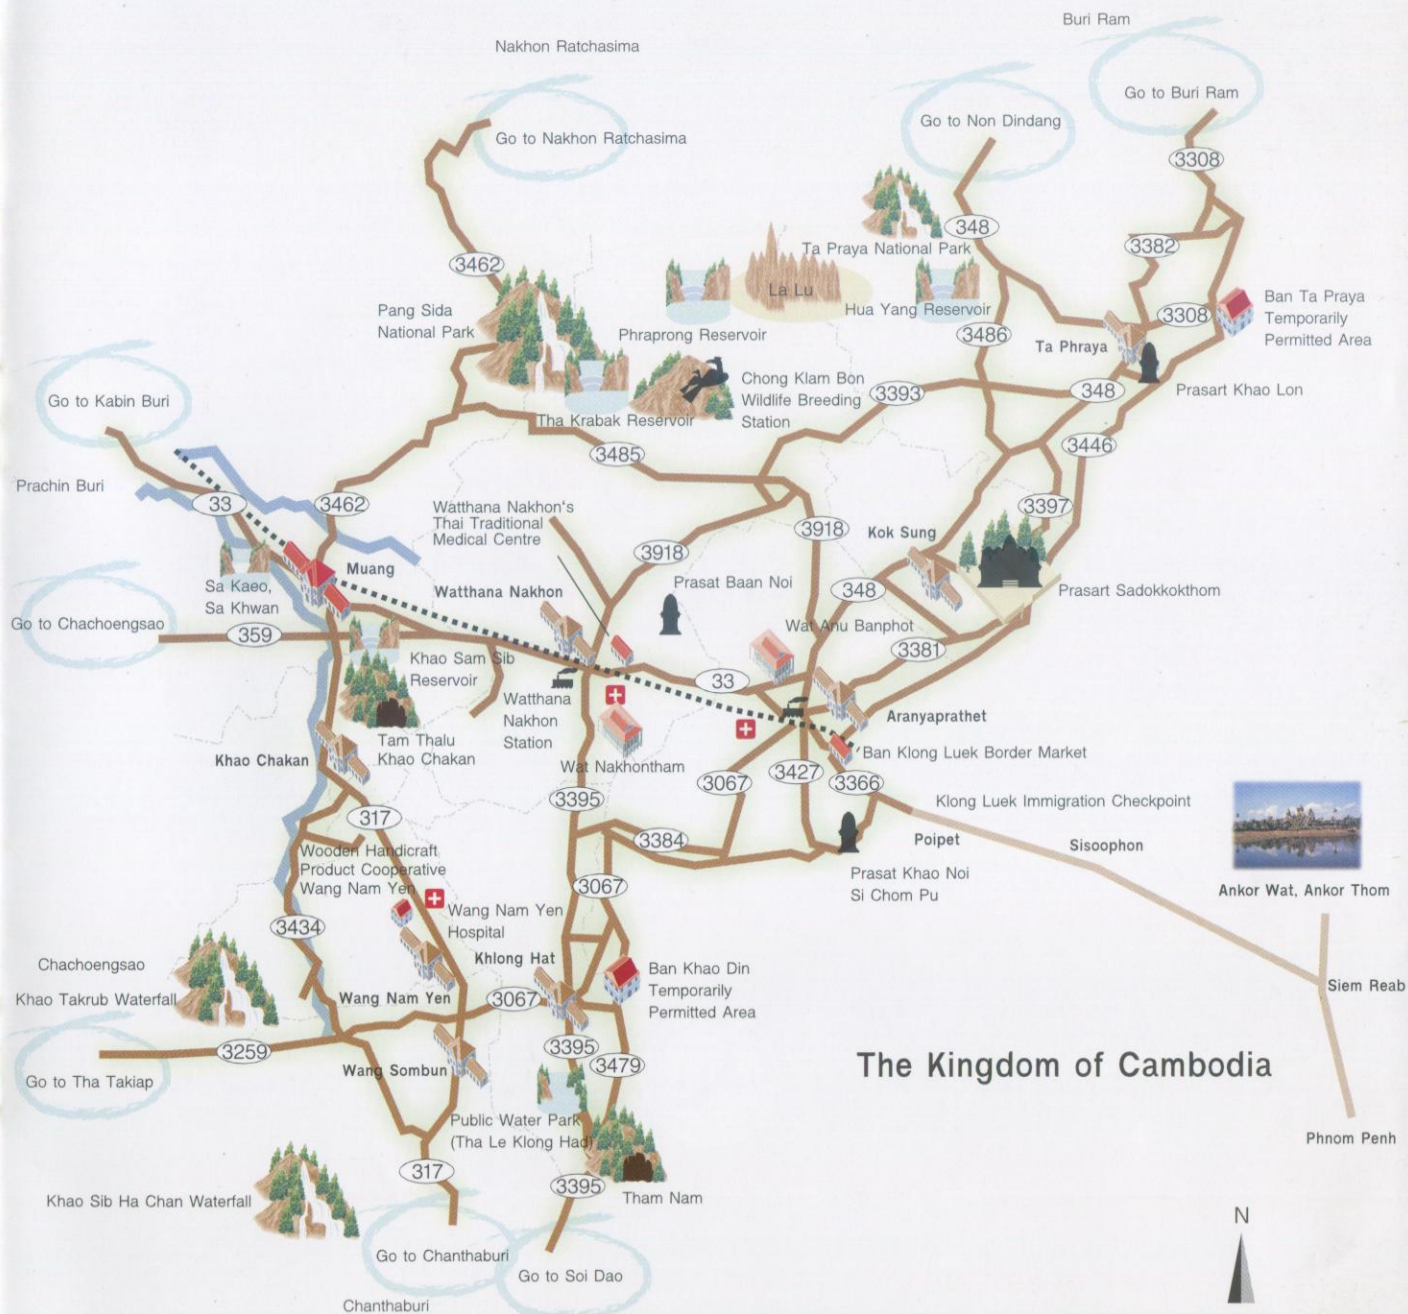 Buri Ram
Nakhon Ratchasima
Go to Buri Ram
Go to Non Dindang
Go to Nakhon Ratchasima
3308
348
Ta Praya National Park
3382
3462
La Lu
Ban Ta Praya
Temporarily
Permitted Area
Pang Sida
National Park
Hua Yang Reservoir
3308
Phraprong Reservoir
3486
Ta Phraya
Chong Klam Bon
Wildlife Breeding
Station
3393
348
Prasart Khao Lon
Go to Kabin Buri
Tha Krabak Reservoir
3446
3485
Prachin Buri
33
3462
Watthana Nakhon's
Thai Traditional
Medical Centre
3397
3918
Kok Sung
3918
Muang
Sa Kaeo,
Sa Khwan
Watthana Nakhon
Prasat Baan Noi
348
Prasart Sadokkokthom
Go to Chachoengsao
359
Wat Anu Banphot
3381
Khao Sam Sib
Reservoir
33
Watthana
Nakhon
Station
Aranyaprathet
Tam Thalu
Khao Chakan
Khao Chakan
Ban Klong Luek Border Market
Wat Nakhontham
3067
3427
3366
3395
Klong Luek Immigration Checkpoint
317
3384
Poipet
Sisoophon
Wooden Handicraft
Product Cooperative
Wang Nam Yen
Prasat Khao Noi
Si Chom Pu
3067
Ankor Wat, Ankor Thom
Wang Nam Yen
Hospital
3434
Khlong Hat
Chachoengsao
Ban Khao Din
Temporarily
Permitted Area
Khao Takrub Waterfall
Wang Nam Yen
3067
Siem Reab
3259
3395
3479
The Kingdom of Cambodia
Go to Tha Takiap
Wang Sombun
Public Water Park
(Tha Le Klong Had)
Phnom Penh
317
3395
Tham Nam
Khao Sib Ha Chan Waterfall
N
Go to Chanthaburi
Go to Soi Dao
Chanthaburi